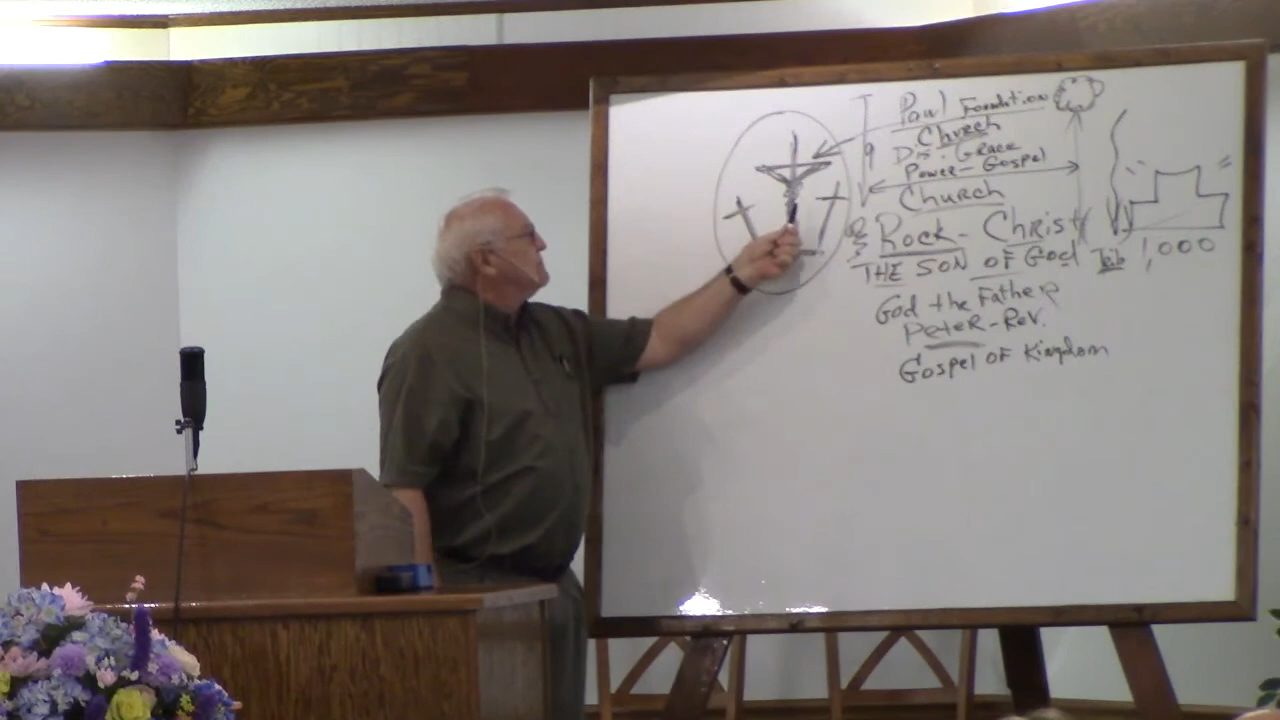 Paul Foundation
Church
Dis. Grace
9
Power - Gospel
Church
Rock - Christ
THE SON OF God Trib 1,000
God the Father
Peter - Rev.
Gospel of Kingdom